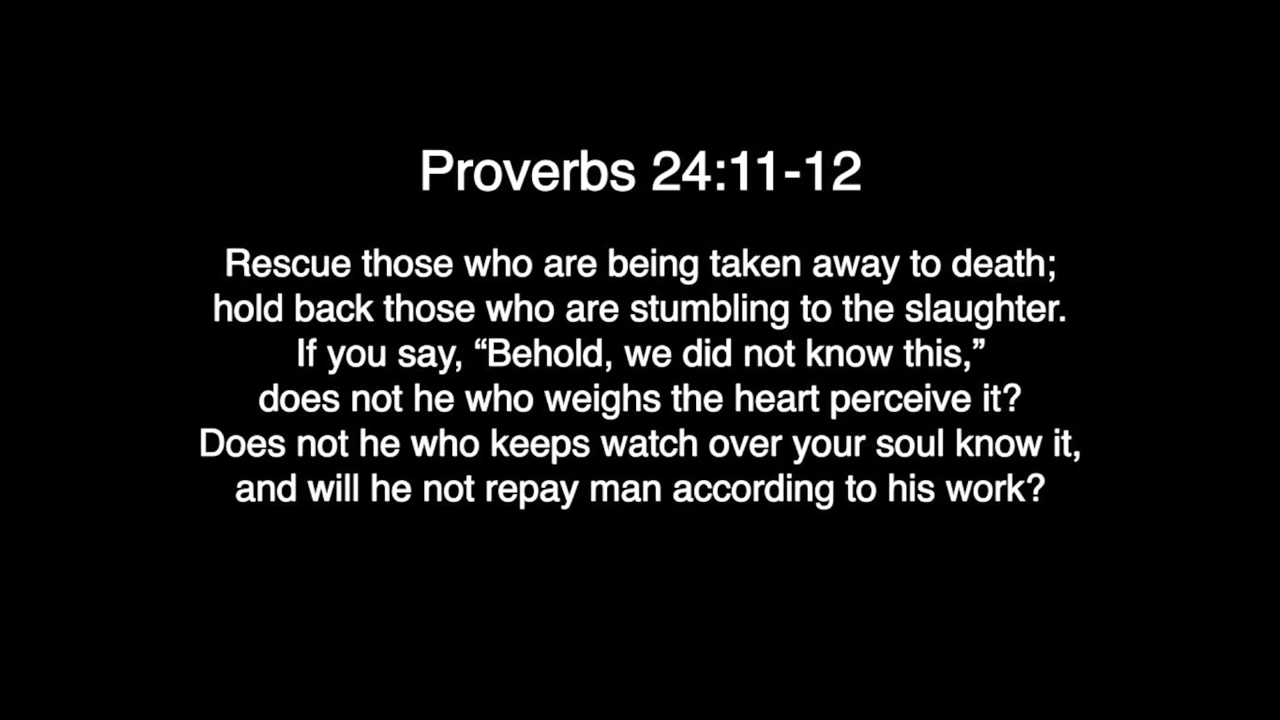 Proverbs 24:11-12
Rescue those who are being taken away to death;
hold back those who are stumbling to the slaughter.
If you say, “Behold, we did not know this,”
does not he who weighs the heart perceive it?
Does not he who keeps watch over your soul know it,
and will he not repay man according to his work?